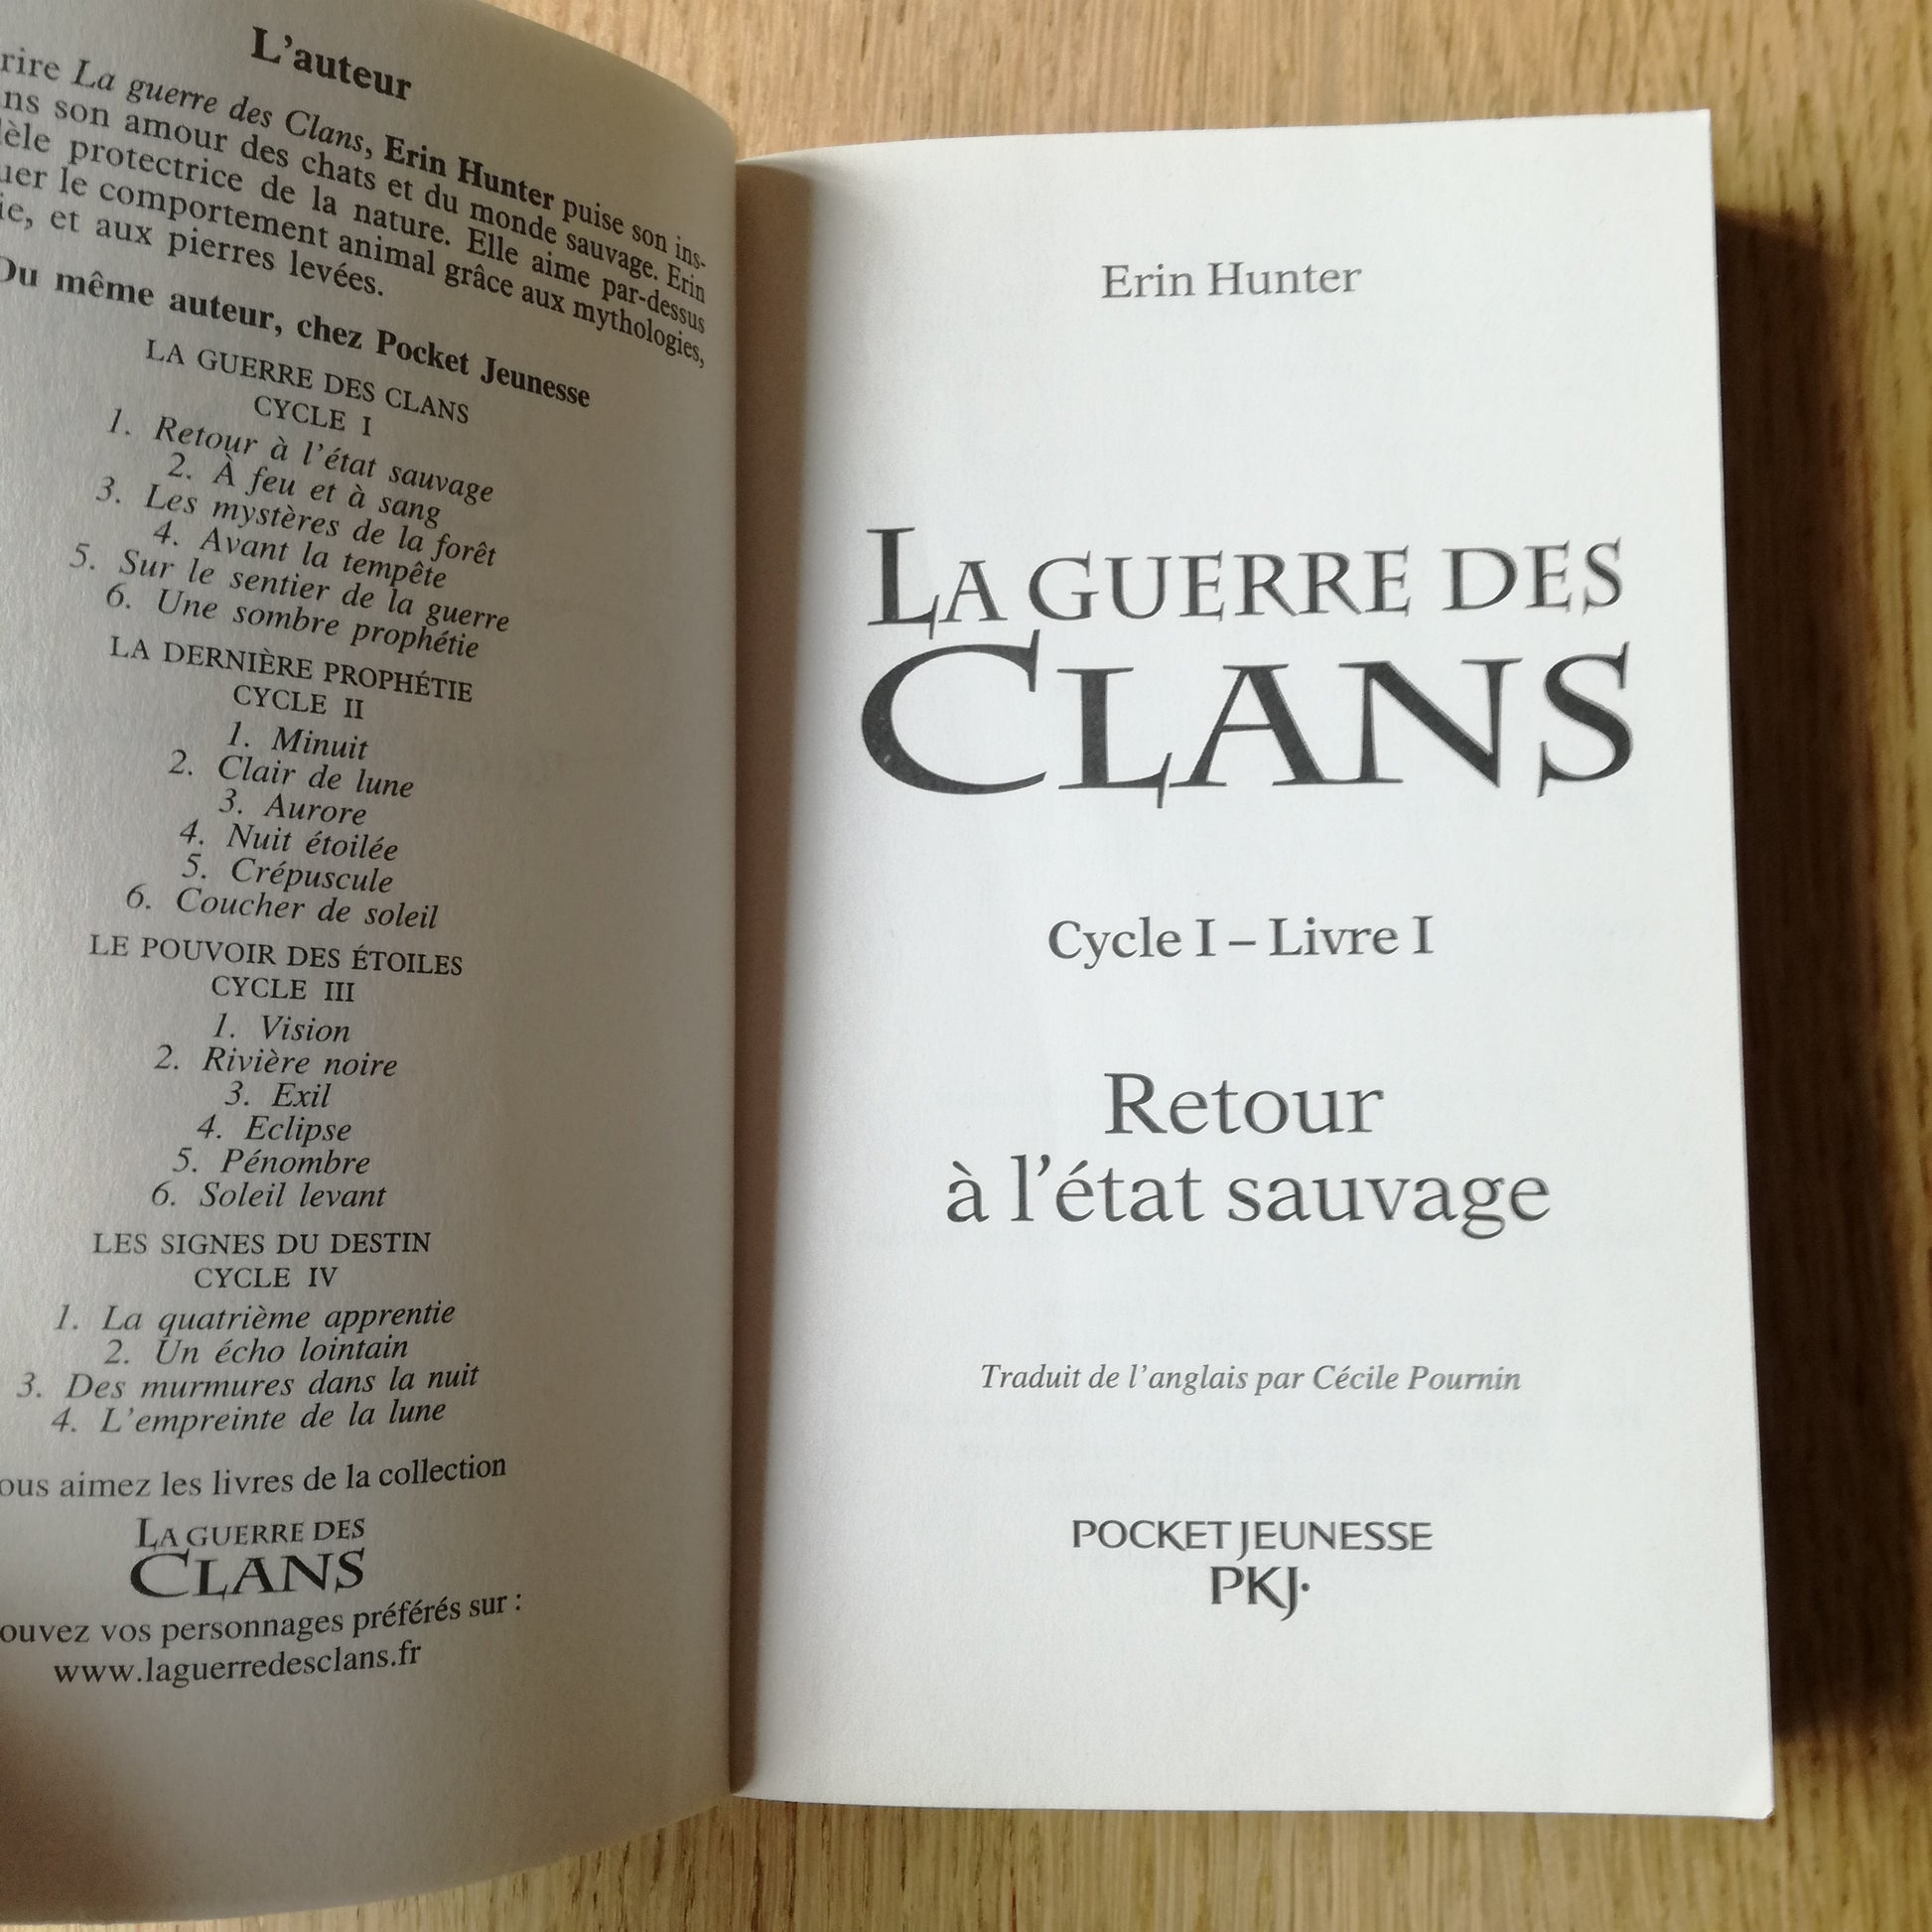 L'auteur
La guerre des Clans, Erin Hunter puise son ins-
son amour des chats et du monde sauvage. Erin
protectrice de la nature. Elle aime par-dessus
le comportement animal grâce aux mythologies,
et aux pierres levées.
Du même auteur, chez Pocket Jeunesse
LA GUERRE DES CLANS
CYCLE I
1. Retour à l'état sauvage
2. À feu et à sang
3. Les mystères de la forêt
4. Avant la tempête
5. Sur le sentier de la guerre
6. Une sombre prophétie
LA DERNIÈRE PROPHÉTIE
CYCLE II
1. Minuit
2. Clair de lune
3. Aurore
4. Nuit étoilée
5. Crépuscule
6. Coucher de soleil
LE POUVOIR DES ÉTOILES
CYCLE III
1. Vision
2. Rivière noire
3. Exil
4. Eclipse
5. Pénombre
6. Soleil levant
LES SIGNES DU DESTIN
CYCLE IV
1. La quatrième apprentie
2. Un écho lointain
3. Des murmures dans la nuit
4. L'empreinte de la lune
aimez les livres de la collection
LA GUERRE DES
CLANS
vos personnages préférés sur :
www.laguerredesclans.fr
Erin Hunter
LA GUERRE DES
CLANS
Cycle I – Livre I
Retour
à l'état sauvage
Traduit de l'anglais par Cécile Pournin
POCKET JEUNESSE
PKJ·